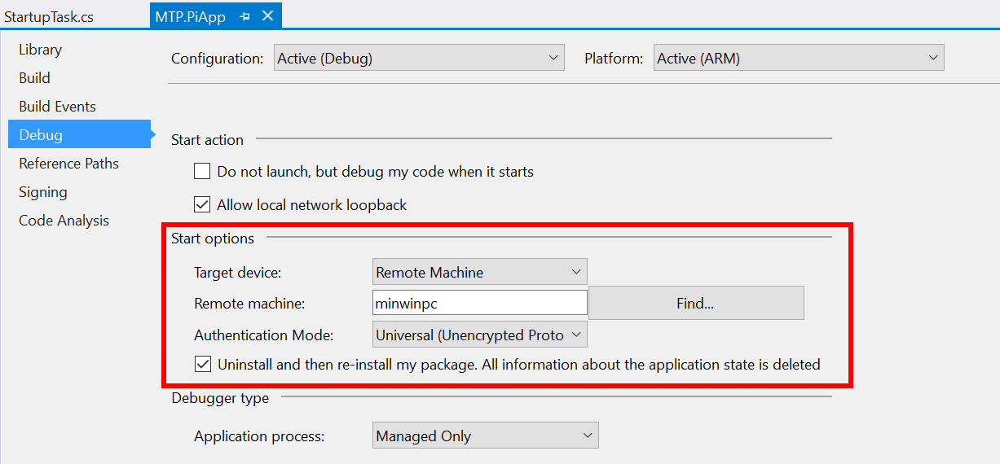 StartupTask.cs
MTP.PiApp
Library
Build
Build Events
Debug
Reference Paths
Signing
Code Analysis
Configuration: Active (Debug) Platform: Active (ARM)
Start action
Do not launch, but debug my code when it starts
Allow local network loopback
Start options
Target device: Remote Machine
Remote machine: minwinpc Find...
Authentication Mode: Universal (Unencrypted Proto
Uninstall and then re-install my package. All information about the application state is deleted
Debugger type
Application process: Managed Only